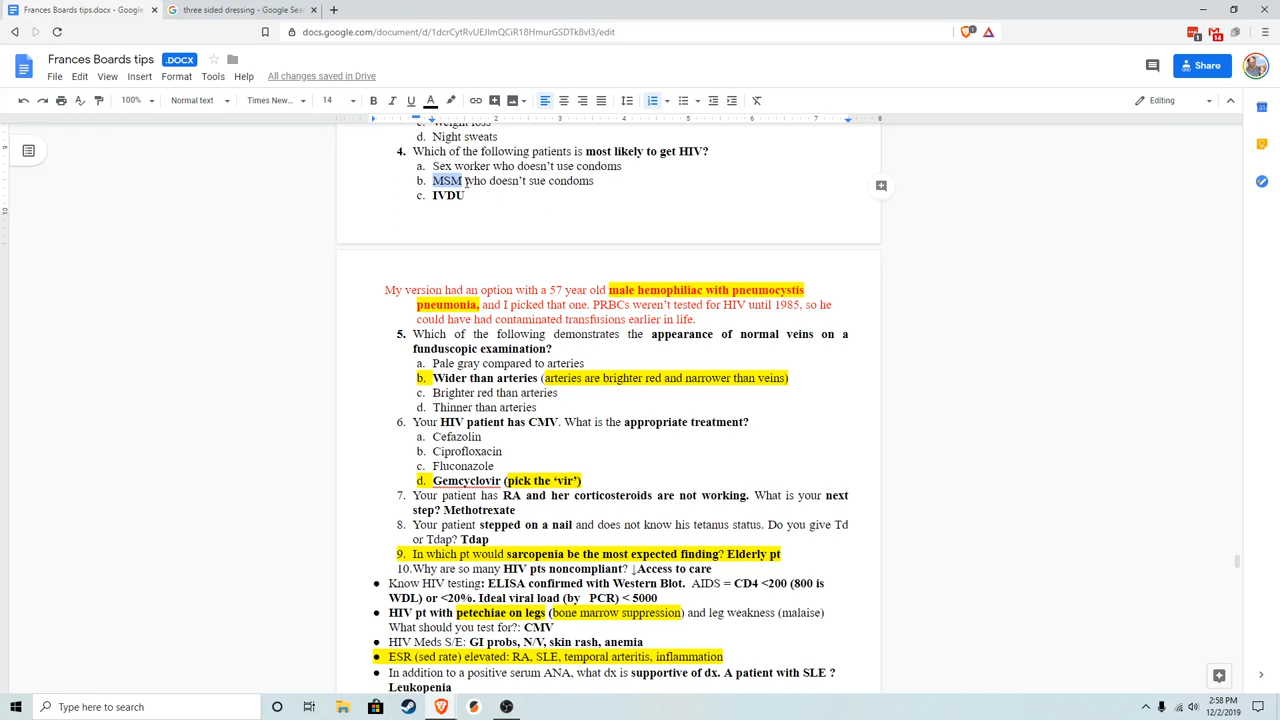 Frances Boards tips.docx - Google
three sided dressing - Google Sea
docs.google.com/document/d/1dcrCytRvUEJlmQCiR18HmurGSDTk8vl3/edit
Frances Boards tips .DOCX
File Edit View Insert Format Tools Help All changes saved in Drive
Share
100% Normal text Times New... 14 Editing
c. Weight loss
d. Night sweats
4. Which of the following patients is most likely to get HIV?
a. Sex worker who doesn't use condoms
b. MSM who doesn't sue condoms
c. IVDU
My version had an option with a 57 year old male hemophiliac with pneumocystis
pneumonia, and I picked that one. PRBCs weren't tested for HIV until 1985, so he
could have had contaminated transfusions earlier in life.
5. Which of the following demonstrates the appearance of normal veins on a
funduscopic examination?
a. Pale gray compared to arteries
b. Wider than arteries (arteries are brighter red and narrower than veins)
c. Brighter red than arteries
d. Thinner than arteries
6. Your HIV patient has CMV. What is the appropriate treatment?
a. Cefazolin
b. Ciprofloxacin
c. Fluconazole
d. Gemcyclovir (pick the 'vir')
7. Your patient has RA and her corticosteroids are not working. What is your next
step? Methotrexate
8. Your patient stepped on a nail and does not know his tetanus status. Do you give Td
or Tdap? Tdap
9. In which pt would sarcopenia be the most expected finding? Elderly pt
10. Why are so many HIV pts noncompliant? ↓Access to care
• Know HIV testing: ELISA confirmed with Western Blot. AIDS = CD4 <200 (800 is
WDL) or <20%. Ideal viral load (by PCR) < 5000
• HIV pt with petechiae on legs (bone marrow suppression) and leg weakness (malaise)
What should you test for?: CMV
• HIV Meds S/E: GI probs, N/V, skin rash, anemia
• ESR (sed rate) elevated: RA, SLE, temporal arteritis, inflammation
• In addition to a positive serum ANA, what dx is supportive of dx. A patient with SLE ?
Leukopenia
Type here to search
2:58 PM
12/2/2019